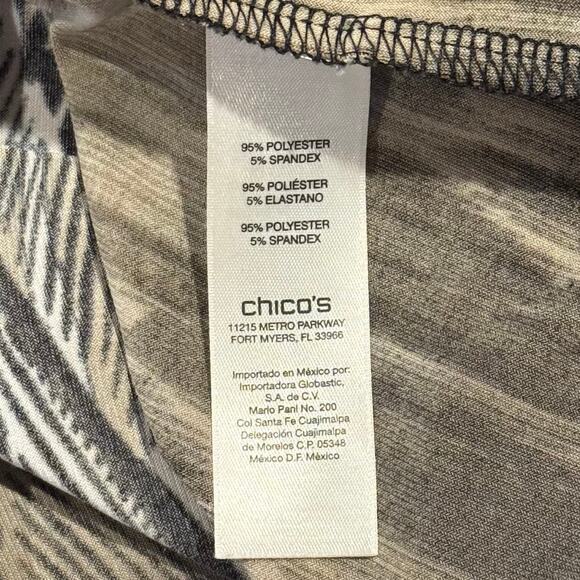 95% POLYESTER
5% SPANDEX
95% POLIÉSTER
5% ELASTANO
95% POLYESTER
5% SPANDEX
chico's
11215 METRO PARKWAY
FORT MYERS, FL 33966
Importado en México por:
Importadora Globastic,
S.A. de C.V.
Mario Pani No. 200
Col Santa Fe Cuajimalpa
Delegación Cuajimalpa
de Morelos C.P. 05348
México D.F. México